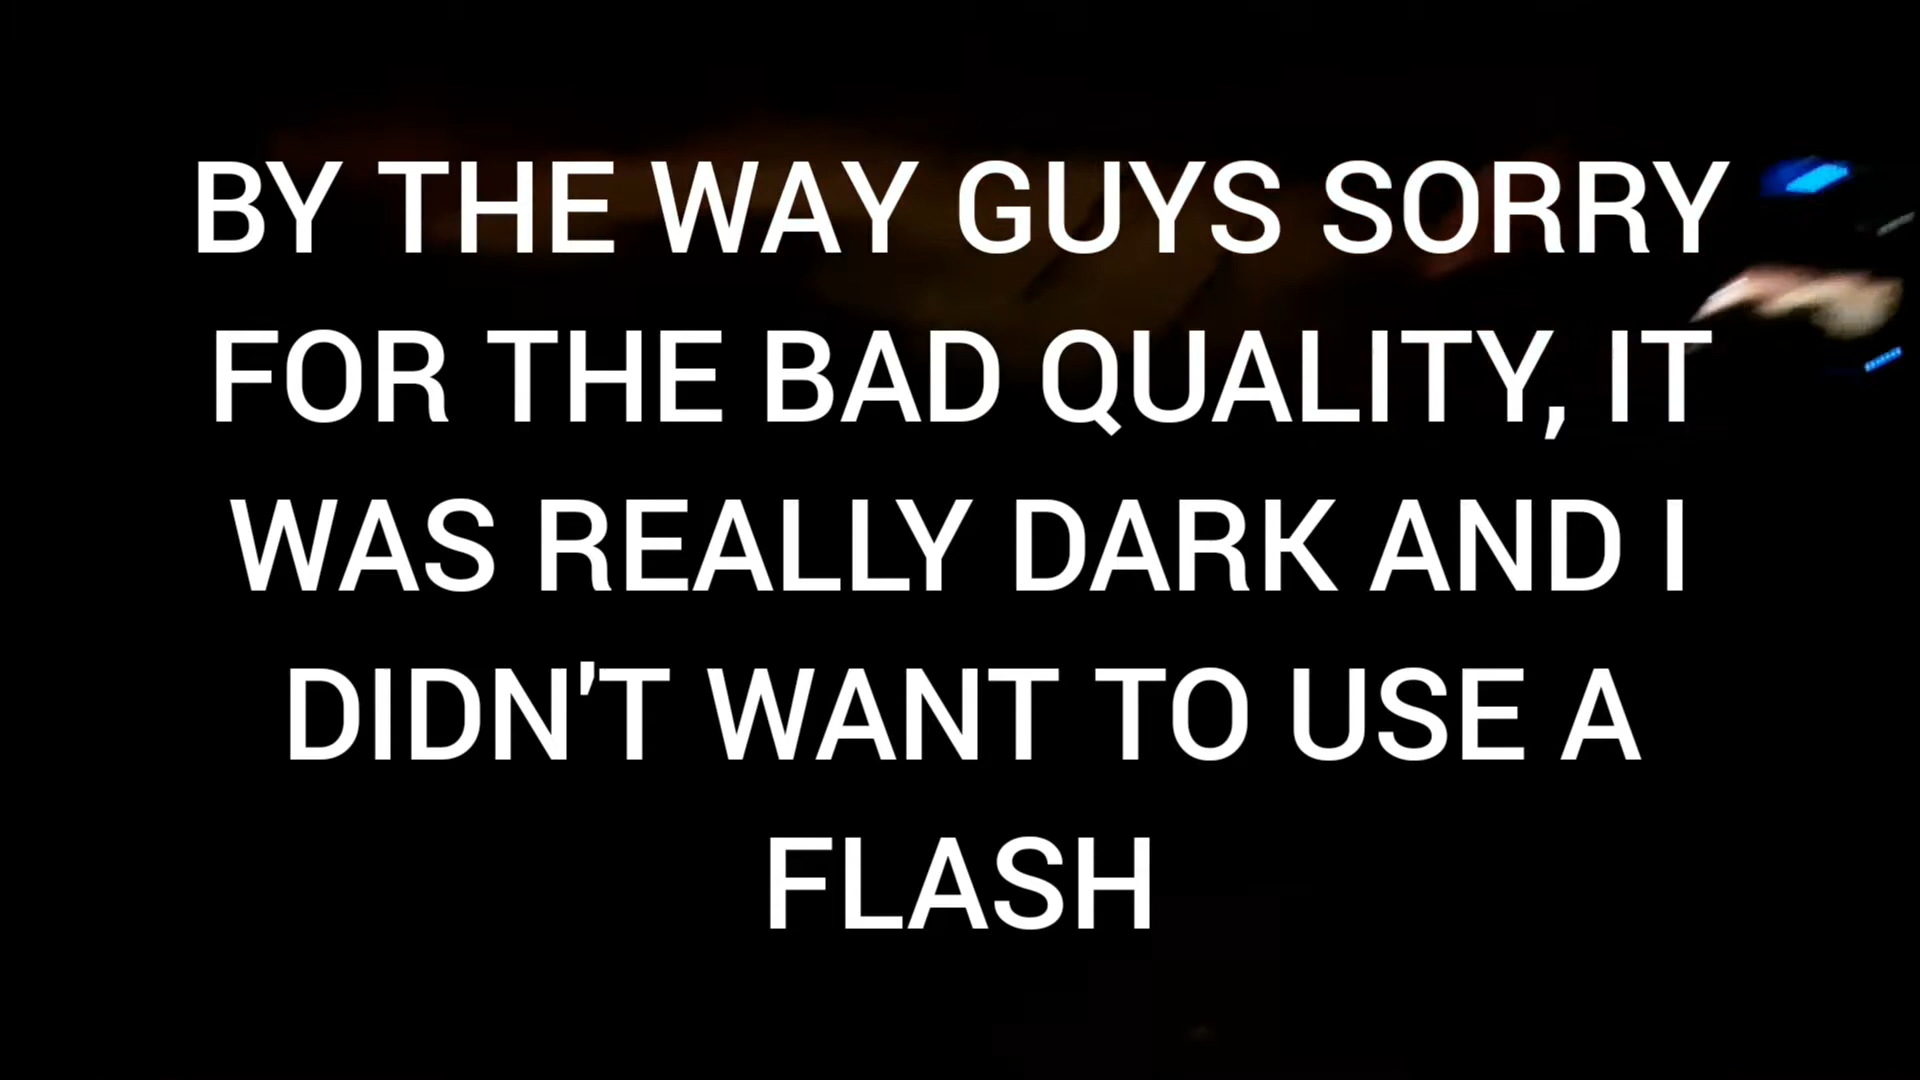 BY THE WAY GUYS SORRY
FOR THE BAD QUALITY, IT
WAS REALLY DARK AND I
DIDN'T WANT TO USE A
FLASH